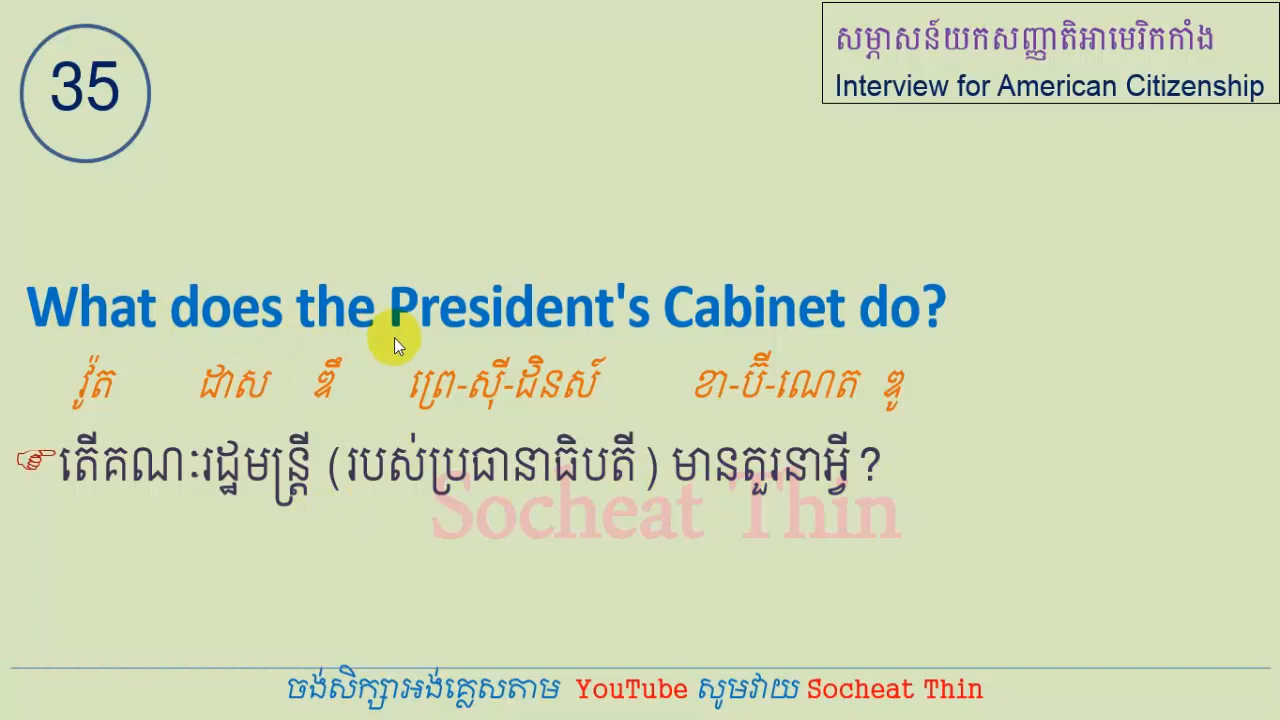 35
សម្ភាសន៍យកសញ្ញាតិអាមេរិកកាំង
Interview for American Citizenship
What does the President's Cabinet do?
វ៉ូត ដាស ឌឹ ព្រេ-ស៊ី-ដិនស៍ ខា-ប៊ី-ណេត ឌូ
តើគណៈរដ្ឋមន្ត្រី (របស់ប្រធានាធិបតី) មានតួរនាអ្វី?
Socheat Thin
ចង់សិក្សាអង់គ្លេសតាម YouTube សូមវាយ Socheat Thin